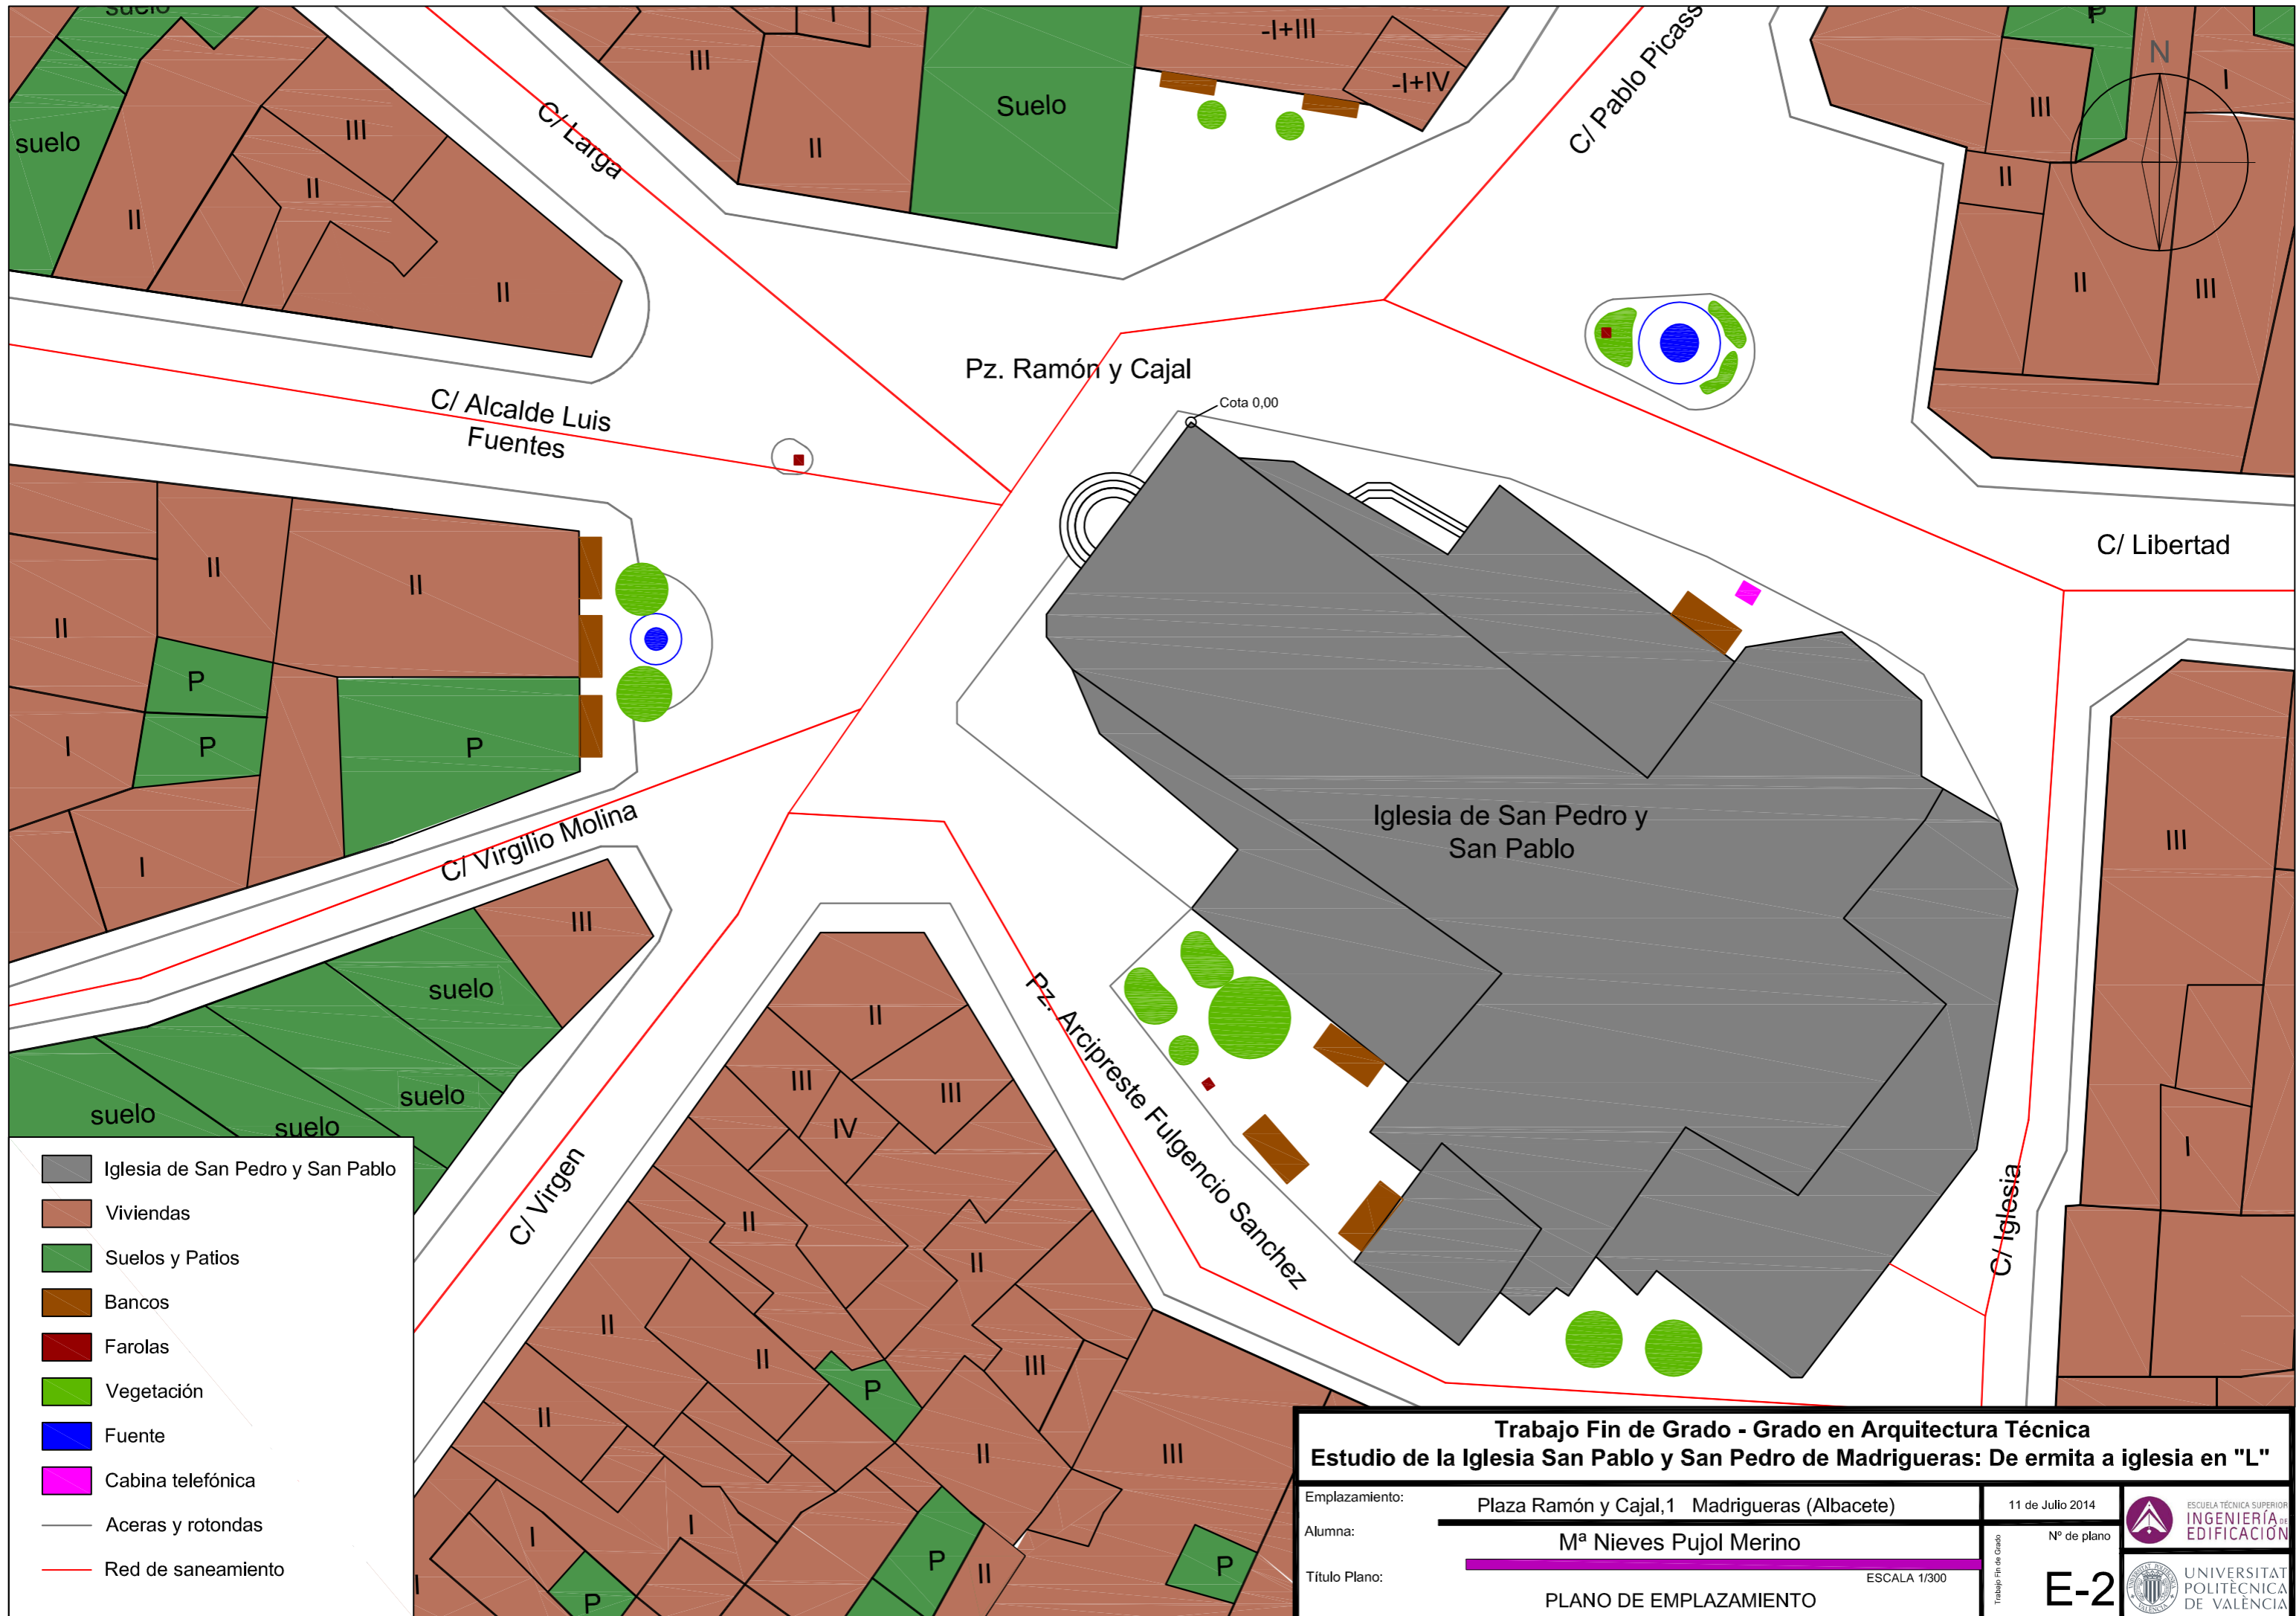 suelo
III
I
-I+III
-I+IV
P
N
I
III
suelo
III
II
II
II
C/ Larga
II
Suelo
C/ Pablo Picass
II
II
III
Pz. Ramón y Cajal
Cota 0,00
C/ Alcalde Luis
Fuentes
C/ Libertad
II
II
II
P
P
P
I
I
C/ Virgilio Molina
Iglesia de San Pedro y
San Pablo
III
III
suelo
suelo
suelo
suelo
II
III
III
IV
Pz. Arcipreste Fulgencio Sanchez
C/ Virgen
C/ Iglesia
I
II
II
II
II
III
P
II
II
III
I
I
I
P
P
II
P
Iglesia de San Pedro y San Pablo
Viviendas
Suelos y Patios
Bancos
Farolas
Vegetación
Fuente
Cabina telefónica
Aceras y rotondas
Red de saneamiento
Trabajo Fin de Grado - Grado en Arquitectura Técnica
Estudio de la Iglesia San Pablo y San Pedro de Madrigueras: De ermita a iglesia en "L"
Emplazamiento:
Plaza Ramón y Cajal,1 Madrigueras (Albacete)
11 de Julio 2014
Alumna:
Mª Nieves Pujol Merino
Nº de plano
Título Plano:
ESCALA 1/300
PLANO DE EMPLAZAMIENTO
Trabajo Fin de Grado
E-2
ESCUELA TÉCNICA SUPERIOR
INGENIERÍA DE
EDIFICACIÓN
UNIVERSITAT
POLITÈCNICA
DE VALÈNCIA